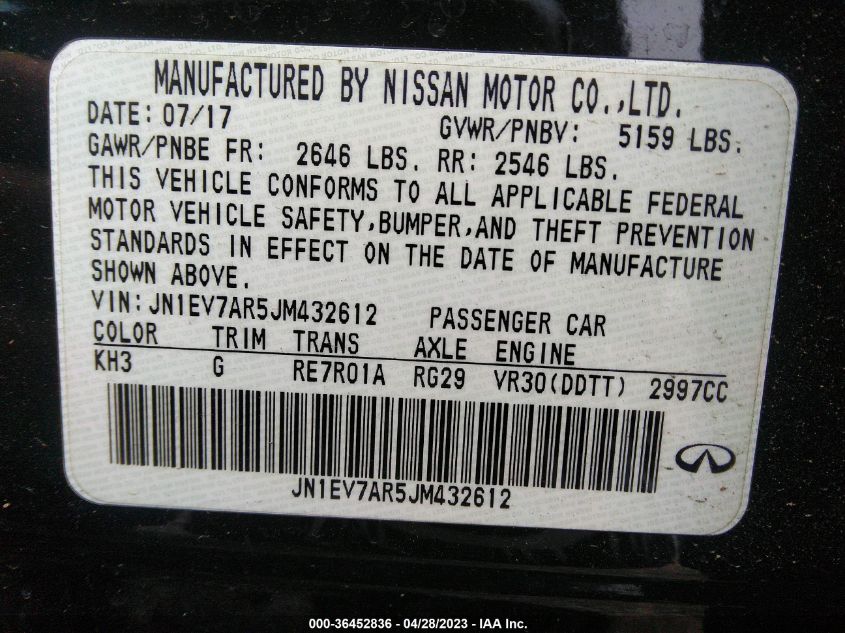 MANUFACTURED BY NISSAN MOTOR CO.,LTD.
DATE: 07/17 GVWR/PNBV: 5159 LBS.
GAWR/PNBE FR: 2646 LBS. RR: 2546 LBS.
THIS VEHICLE CONFORMS TO ALL APPLICABLE FEDERAL
MOTOR VEHICLE SAFETY,BUMPER,AND THEFT PREVENTION
STANDARDS IN EFFECT ON THE DATE OF MANUFACTURE
SHOWN ABOVE.
VIN:JN1EV7AR5JM432612 PASSENGER CAR
COLOR TRIM TRANS AXLE ENGINE
KH3 G RE7R01A RG29 VR30(DDTT) 2997CC
JN1EV7AR5JM432612
000-36452836 - 04/28/2023 - IAA Inc.